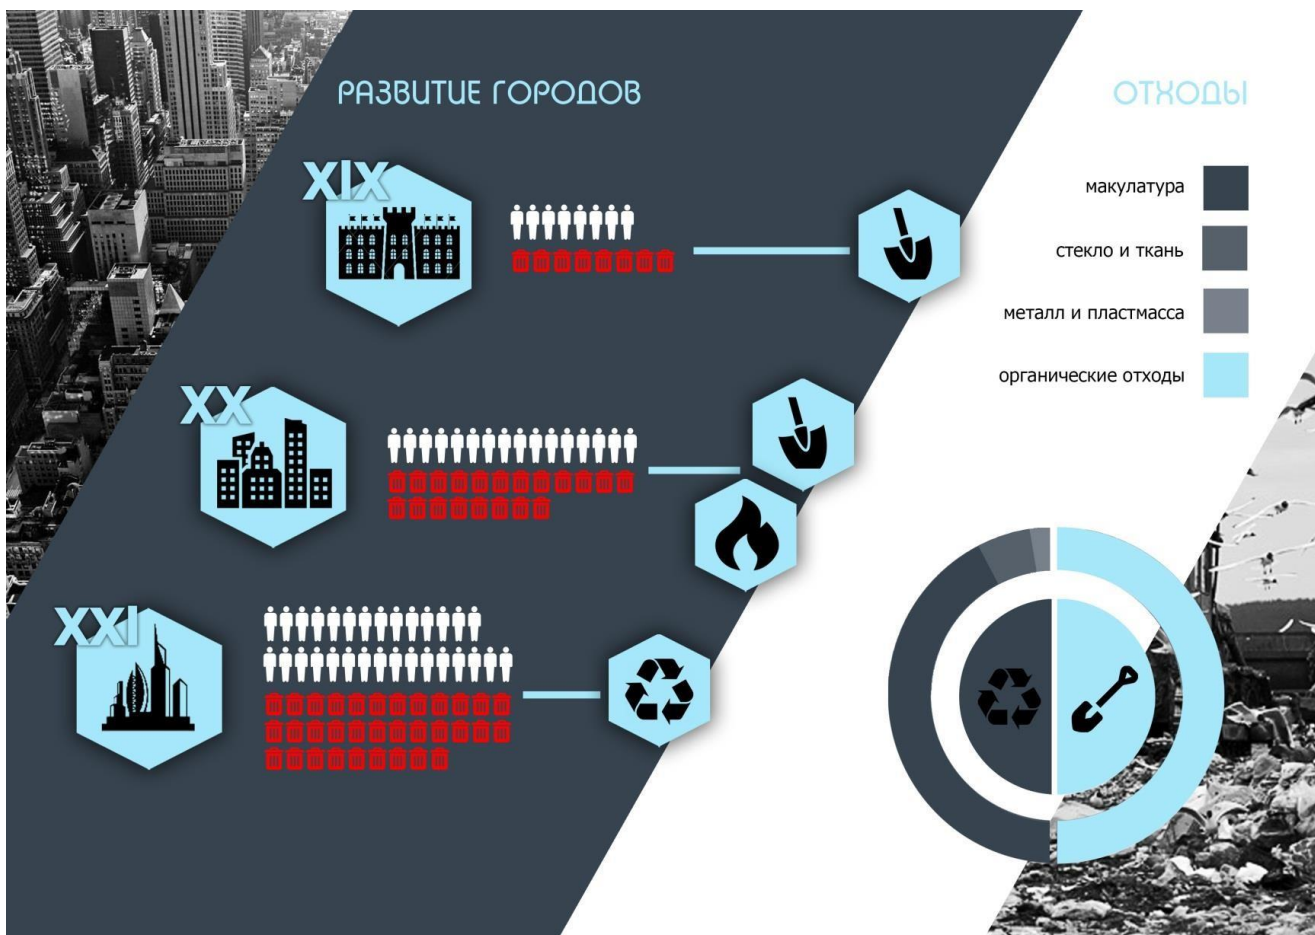 РАЗВИТИЕ ГОРОДОВ
XIX
XX
XXI
ОТХОДЫ
макулатура
стекло и ткань
металл и пластмасса
органические отходы